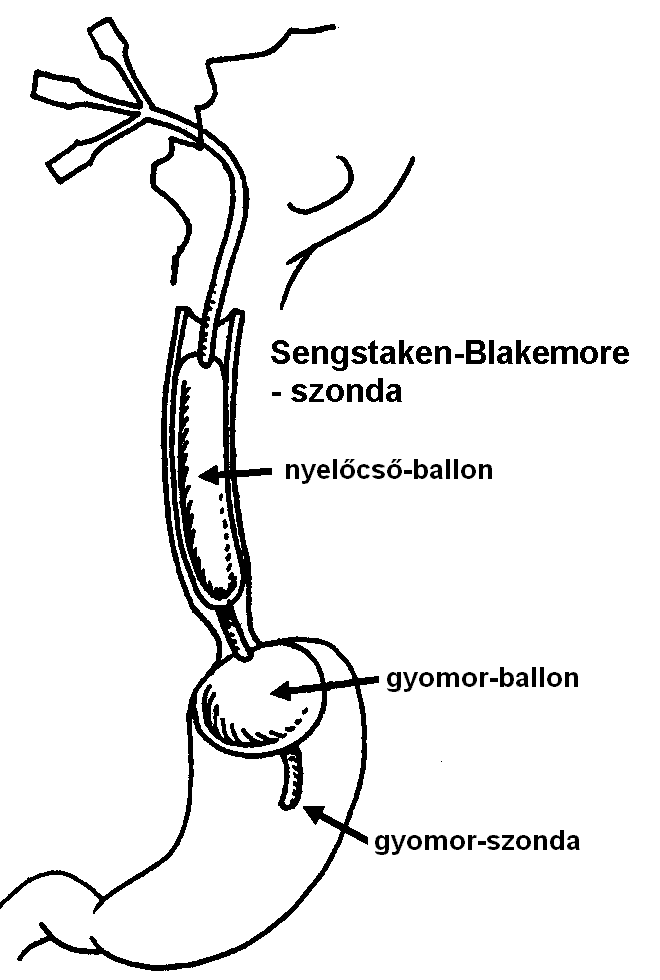 Sengstaken-Blakemore
- szonda
nyelőcső-ballon
gyomor-ballon
gyomor-szonda